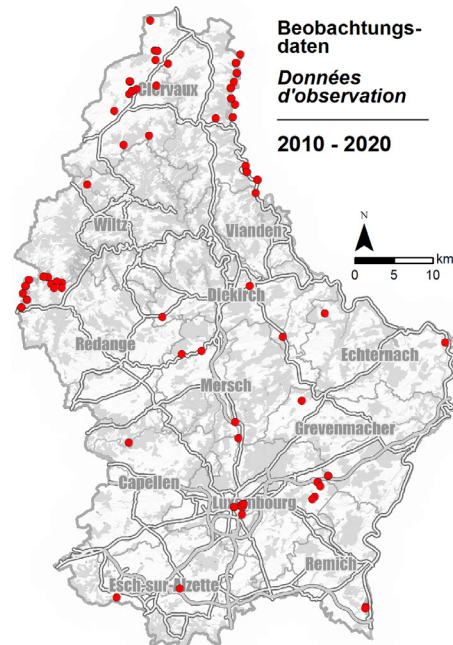 Beobachtungs-
daten
Données
d'observation
2010 - 2020
Clervaux
Wiltz
Vianden
N
km
0 5 10
Diekirch
Redange
Echternach
Mersch
Grevenmacher
Capellen
Luxembourg
Remich
Esch-sur-Alzette